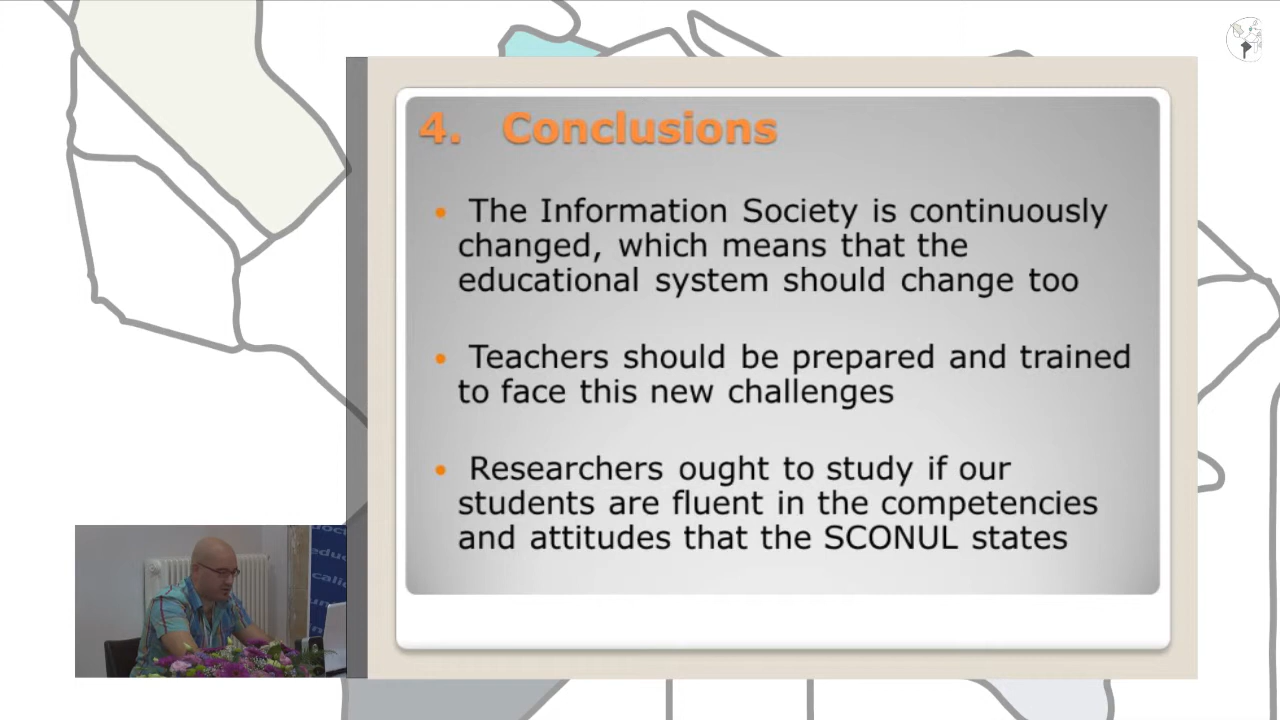 4. Conclusions
• The Information Society is continuously
changed, which means that the
educational system should change too
• Teachers should be prepared and trained
to face this new challenges
• Researchers ought to study if our
students are fluent in the competencies
and attitudes that the SCONUL states